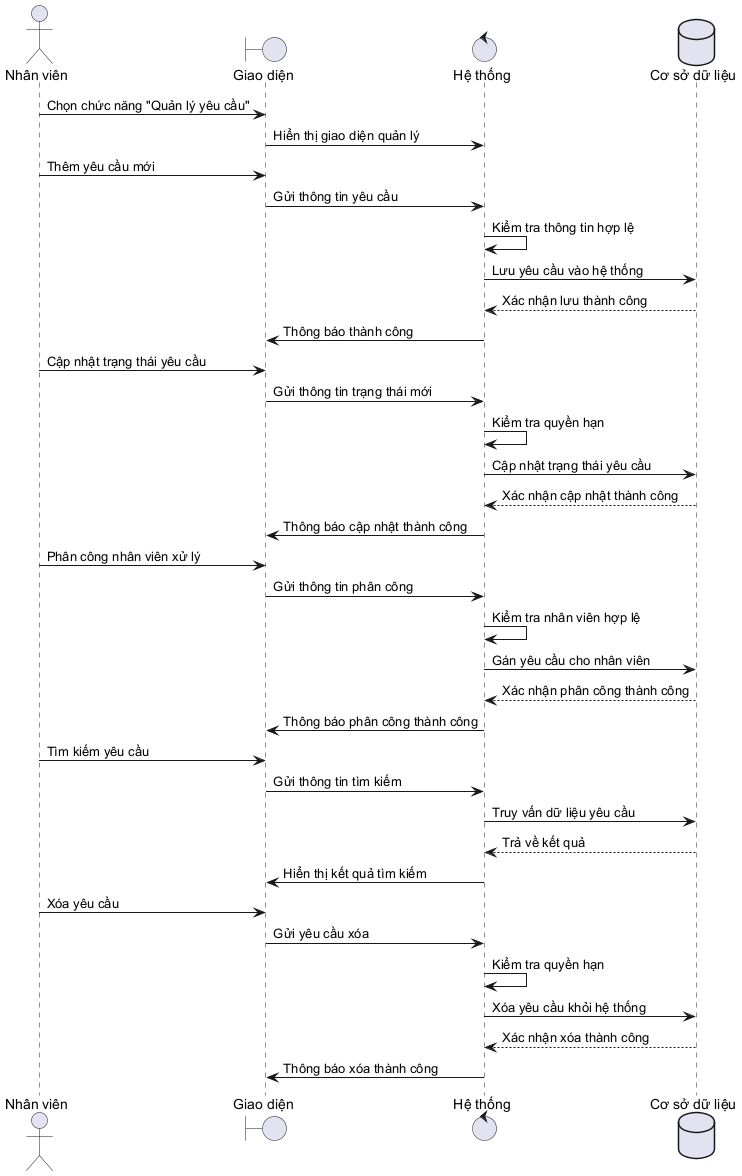 Nhân viên
Giao diện
Hệ thống
Cơ sở dữ liệu
Chọn chức năng "Quản lý yêu cầu"
Hiển thị giao diện quản lý
Thêm yêu cầu mới
Gửi thông tin yêu cầu
Kiểm tra thông tin hợp lệ
Lưu yêu cầu vào hệ thống
Xác nhận lưu thành công
Thông báo thành công
Cập nhật trạng thái yêu cầu
Gửi thông tin trạng thái mới
Kiểm tra quyền hạn
Cập nhật trạng thái yêu cầu
Xác nhận cập nhật thành công
Thông báo cập nhật thành công
Phân công nhân viên xử lý
Gửi thông tin phân công
Kiểm tra nhân viên hợp lệ
Gán yêu cầu cho nhân viên
Xác nhận phân công thành công
Thông báo phân công thành công
Tìm kiếm yêu cầu
Gửi thông tin tìm kiếm
Truy vấn dữ liệu yêu cầu
Trả về kết quả
Hiển thị kết quả tìm kiếm
Xóa yêu cầu
Gửi yêu cầu xóa
Kiểm tra quyền hạn
Xóa yêu cầu khỏi hệ thống
Xác nhận xóa thành công
Thông báo xóa thành công
Nhân viên
Giao diện
Hệ thống
Cơ sở dữ liệu